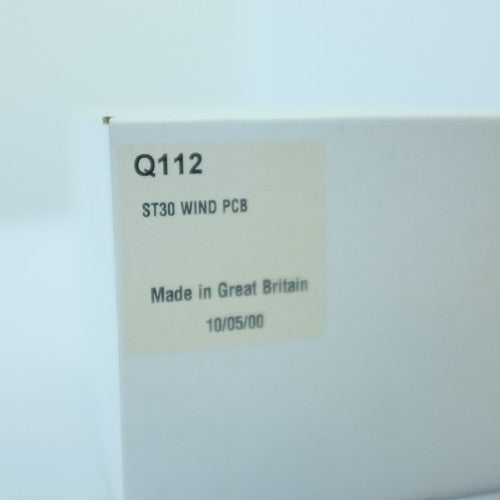 Q112
ST30 WIND PCB
Made in Great Britain
10/05/00